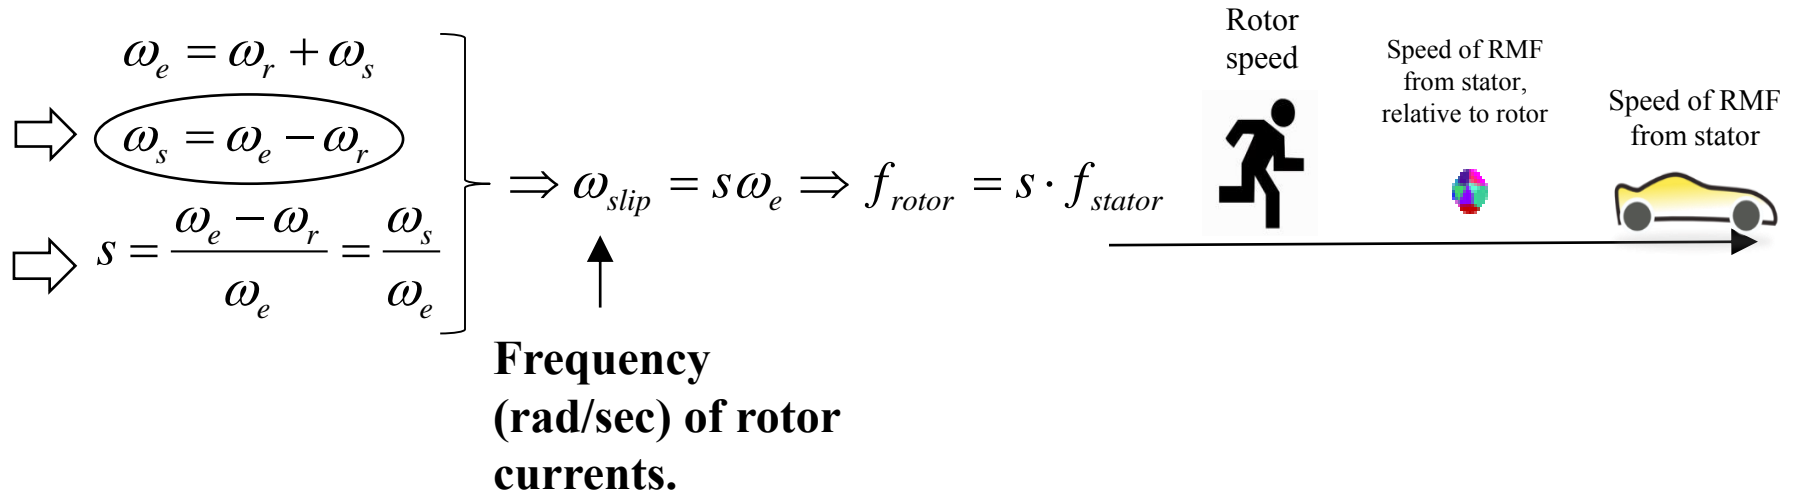 ω_e = ω_r + ω_s
ω_s = ω_e − ω_r
s = (ω_e − ω_r)/ω_e = ω_s/ω_e
⇒ ω_slip = sω_e ⇒ f_rotor = s · f_stator
Frequency
(rad/sec) of rotor
currents.
Rotor
speed
Speed of RMF
from stator,
relative to rotor
Speed of RMF
from stator